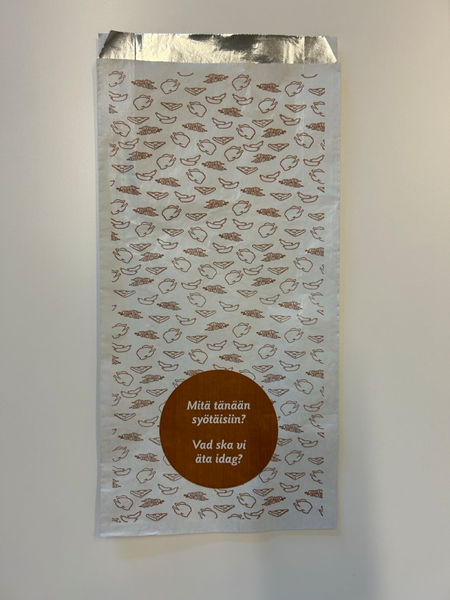 Mitä tänään
syötäisiin?
Vad ska vi
äta idag?